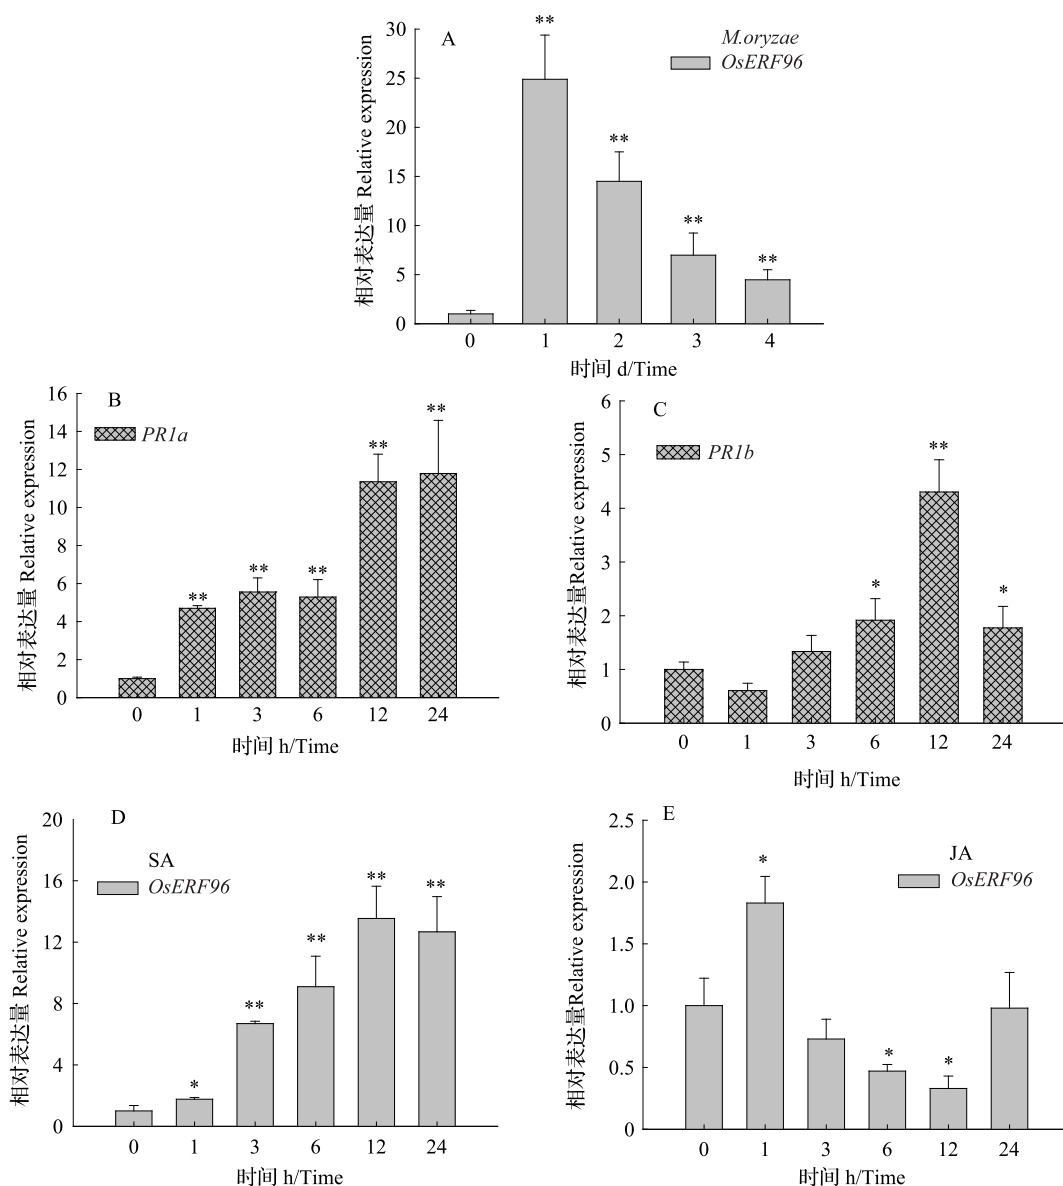 A
M.oryzae
OsERF96
**
**
**
**
30
25
20
15
10
5
0
相对表达量 Relative expression
0 1 2 3 4
时间 d/Time
B
PR1a
**
**
**
**
**
16
14
12
10
8
6
4
2
0
相对表达量 Relative expression
0 1 3 6 12 24
时间 h/Time
C
PR1b
*
**
*
6
5
4
3
2
1
0
相对表达量Relative expression
0 1 3 6 12 24
时间 h/Time
D
SA
OsERF96
*
**
**
**
**
20
16
12
8
4
0
相对表达量 Relative expression
0 1 3 6 12 24
时间 h/Time
E
JA
OsERF96
*
*
*
2.5
2.0
1.5
1.0
0.5
0
相对表达量Relative expression
0 1 3 6 12 24
时间 h/Time